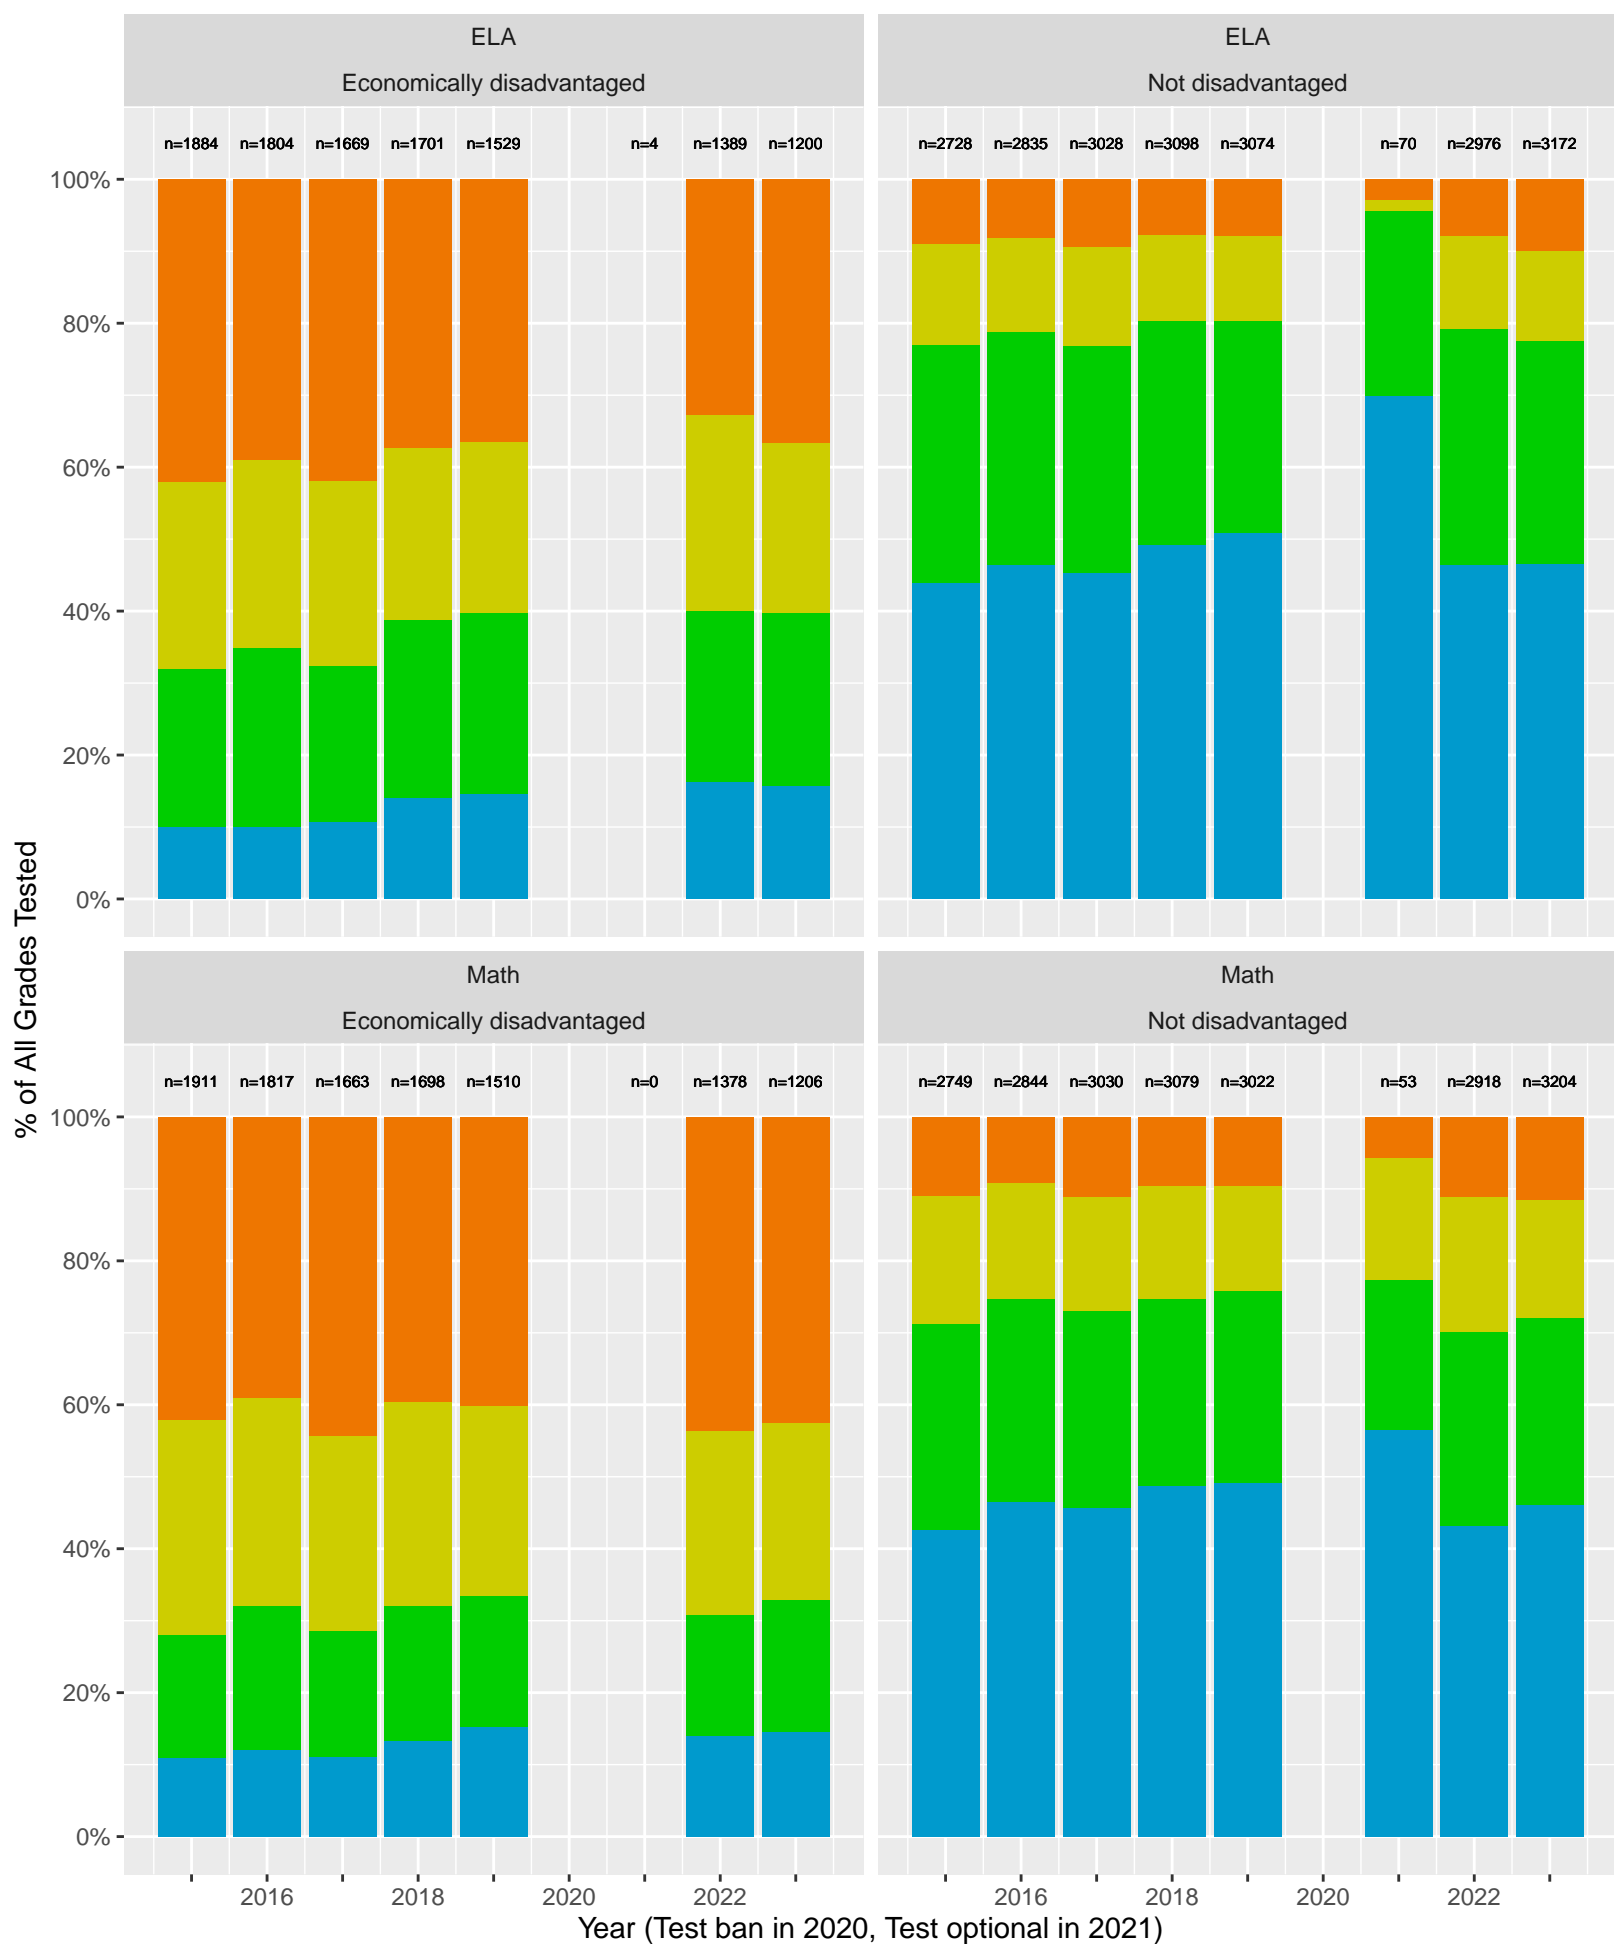 ELA
Economically disadvantaged
ELA
Not disadvantaged
n=1884 n=1804 n=1669 n=1701 n=1529 n=4 n=1389 n=1200
n=2728 n=2835 n=3028 n=3098 n=3074 n=70 n=2976 n=3172
100%
80%
60%
40%
20%
0%
% of All Grades Tested
Math
Economically disadvantaged
Math
Not disadvantaged
n=1911 n=1817 n=1663 n=1698 n=1510 n=0 n=1378 n=1206
n=2749 n=2844 n=3030 n=3079 n=3022 n=53 n=2918 n=3204
100%
80%
60%
40%
20%
0%
2016 2018 2020 2022
2016 2018 2020 2022
Year (Test ban in 2020, Test optional in 2021)